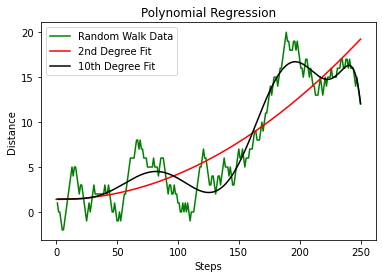 Polynomial Regression
Random Walk Data
2nd Degree Fit
10th Degree Fit
Distance
20
15
10
5
0
0 50 100 150 200 250
Steps